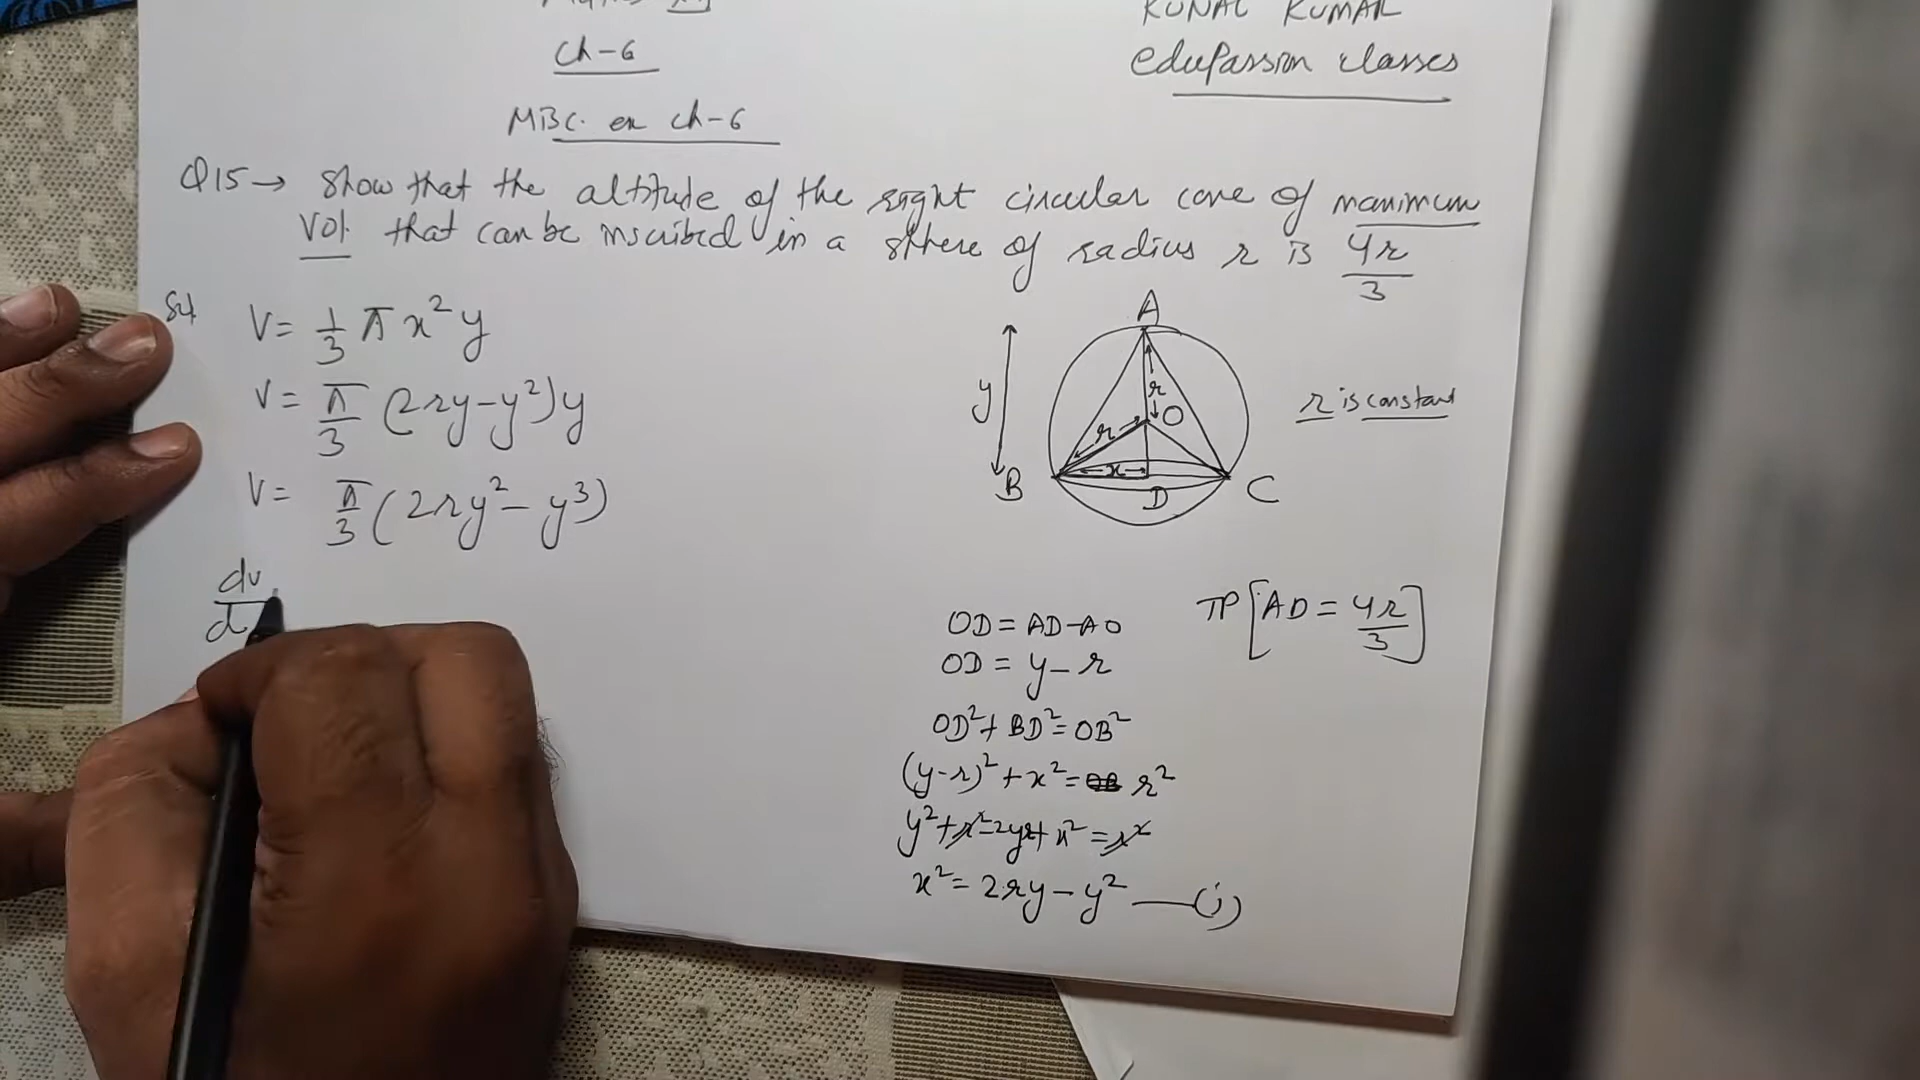 KUNAL KUMAR
Ch-6
eduPassion classes
MISC. ex ch-6
Q15→ Show that the altitude of the right circular cone of maximum
Vol. that can be inscribed in a sphere of radius r is 4r/3
Sol
V = 1/3 π x² y
V = π/3 (2ry-y²)y
V = π/3 (2ry² - y³)
dv
d
A
y
r
O
r
x
B
D
C
r is constant
OD = AD-AO
OD = y - r
TP [AD = 4r/3]
OD² + BD² = OB²
(y-r)² + x² = r²
y² + r² - 2yr + x² = r²
x² = 2ry - y² —(i)